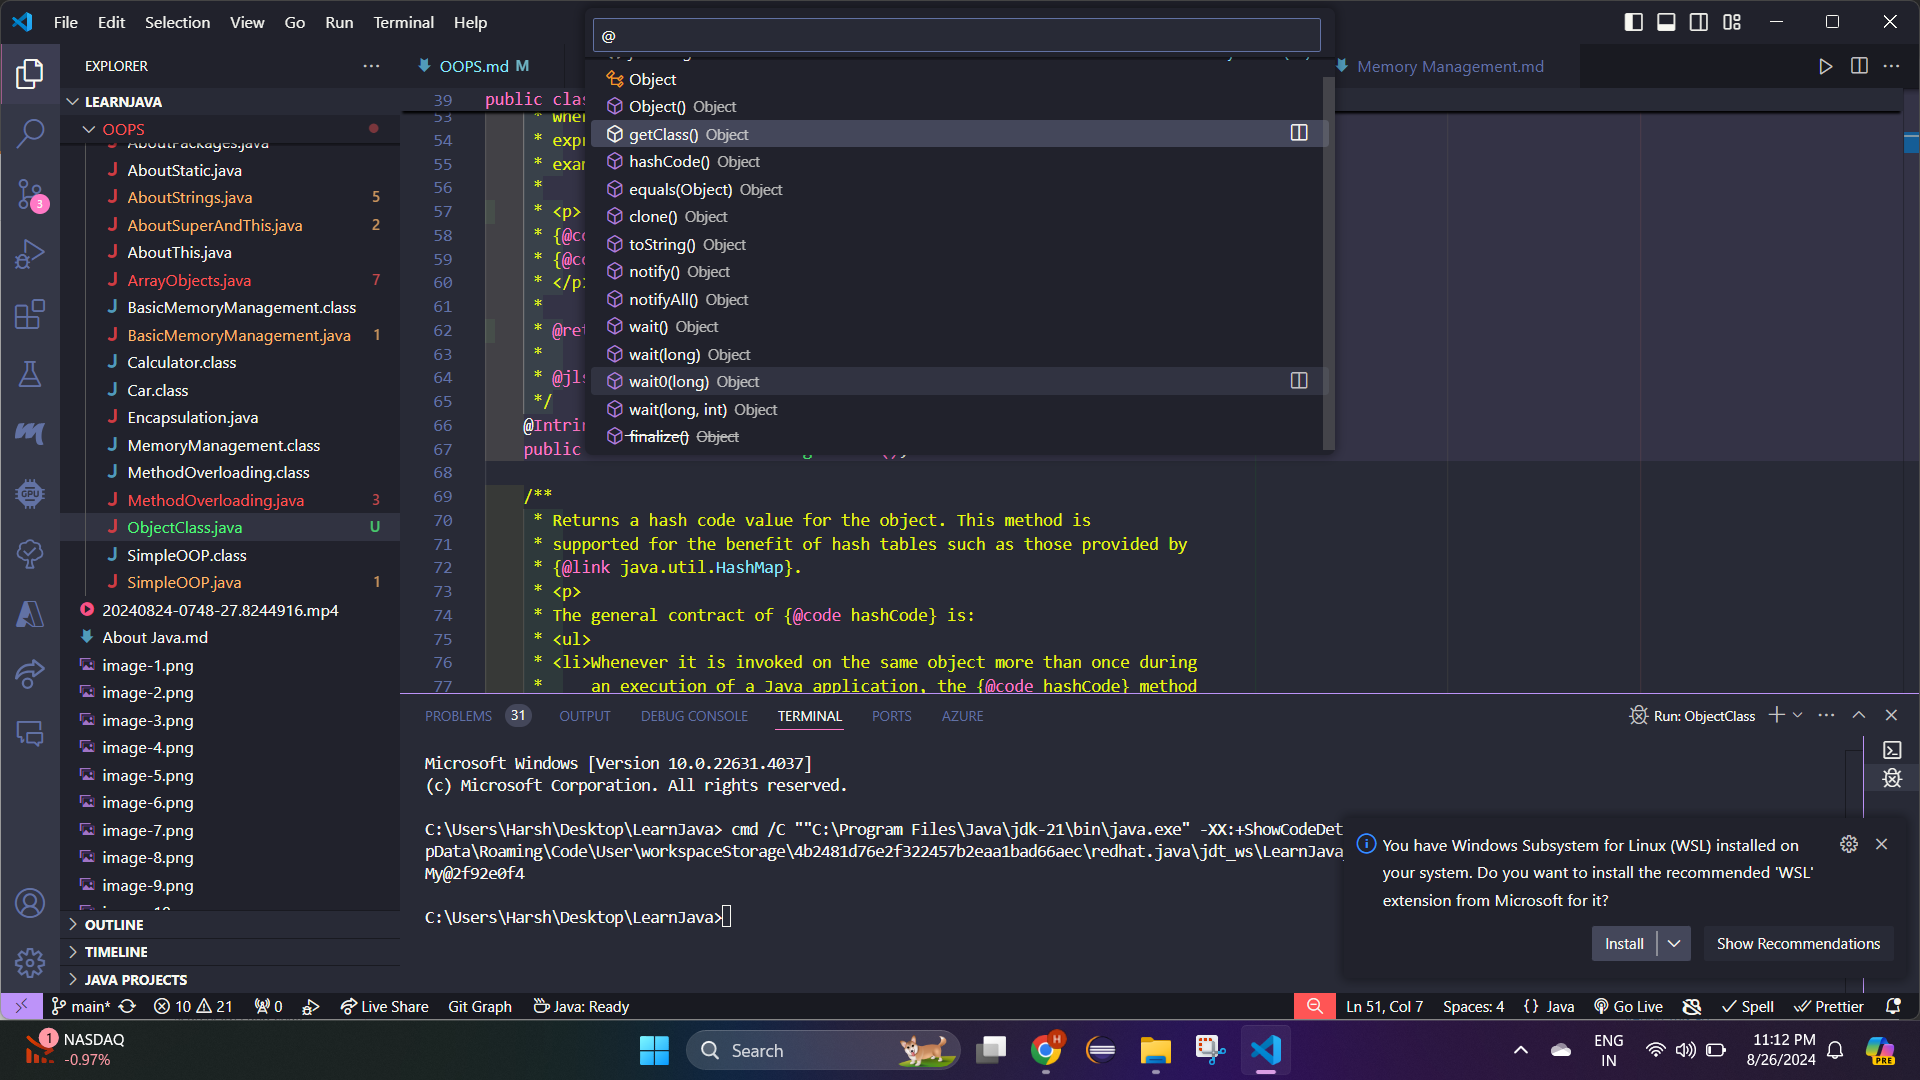 File Edit Selection View Go Run Terminal Help
@
EXPLORER
OOPS.md M
Memory Management.md
LEARNJAVA
OOPS
AboutPackages.java
AboutStatic.java
AboutStrings.java 5
AboutSuperAndThis.java 2
AboutThis.java
ArrayObjects.java 7
BasicMemoryManagement.class
BasicMemoryManagement.java 1
Calculator.class
Car.class
Encapsulation.java
MemoryManagement.class
MethodOverloading.class
MethodOverloading.java 3
ObjectClass.java U
SimpleOOP.class
SimpleOOP.java 1
20240824-0748-27.8244916.mp4
About Java.md
image-1.png
image-2.png
image-3.png
image-4.png
image-5.png
image-6.png
image-7.png
image-8.png
image-9.png
OUTLINE
TIMELINE
JAVA PROJECTS
3
GPU
Object
Object() Object
getClass() Object
hashCode() Object
equals(Object) Object
clone() Object
toString() Object
notify() Object
notifyAll() Object
wait() Object
wait(long) Object
wait0(long) Object
wait(long, int) Object
finalize() Object
39 public clas
53 * wher
54 * expr
55 * exam
56 *
57 * <p>
58 * {@co
59 * {@co
60 * </p>
61 *
62 * @ret
63 *
64 * @jls
65 */
66 @Intrin
67 public
68
69 /**
70 * Returns a hash code value for the object. This method is
71 * supported for the benefit of hash tables such as those provided by
72 * {@link java.util.HashMap}.
73 * <p>
74 * The general contract of {@code hashCode} is:
75 * <ul>
76 * <li>Whenever it is invoked on the same object more than once during
77 * an execution of a Java application, the {@code hashCode} method
PROBLEMS 31 OUTPUT DEBUG CONSOLE TERMINAL PORTS AZURE
Run: ObjectClass
Microsoft Windows [Version 10.0.22631.4037]
(c) Microsoft Corporation. All rights reserved.
C:\Users\Harsh\Desktop\LearnJava> cmd /C ""C:\Program Files\Java\jdk-21\bin\java.exe" -XX:+ShowCodeDet
pData\Roaming\Code\User\workspaceStorage\4b2481d76e2f322457b2eaa1bad66aec\redhat.java\jdt_ws\LearnJava_
My@2f92e0f4
C:\Users\Harsh\Desktop\LearnJava>
You have Windows Subsystem for Linux (WSL) installed on
your system. Do you want to install the recommended 'WSL'
extension from Microsoft for it?
Install
Show Recommendations
main* 10 21 0 Live Share Git Graph Java: Ready
Ln 51, Col 7 Spaces: 4 {} Java Go Live Spell Prettier
1
NASDAQ
-0.97%
Search
H
ENG
IN
11:12 PM
8/26/2024
PRE